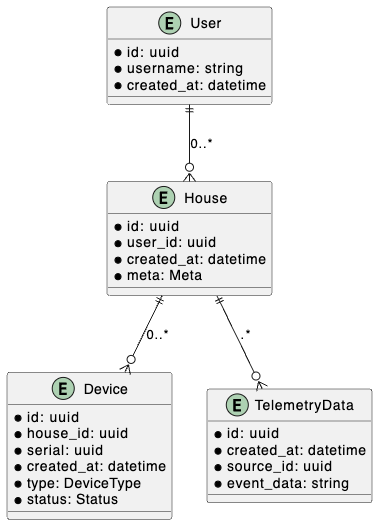 E User
id: uuid
username: string
created_at: datetime
0..*
E House
id: uuid
user_id: uuid
created_at: datetime
meta: Meta
0..*
.*
E Device
id: uuid
house_id: uuid
serial: uuid
created_at: datetime
type: DeviceType
status: Status
E TelemetryData
id: uuid
created_at: datetime
source_id: uuid
event_data: string